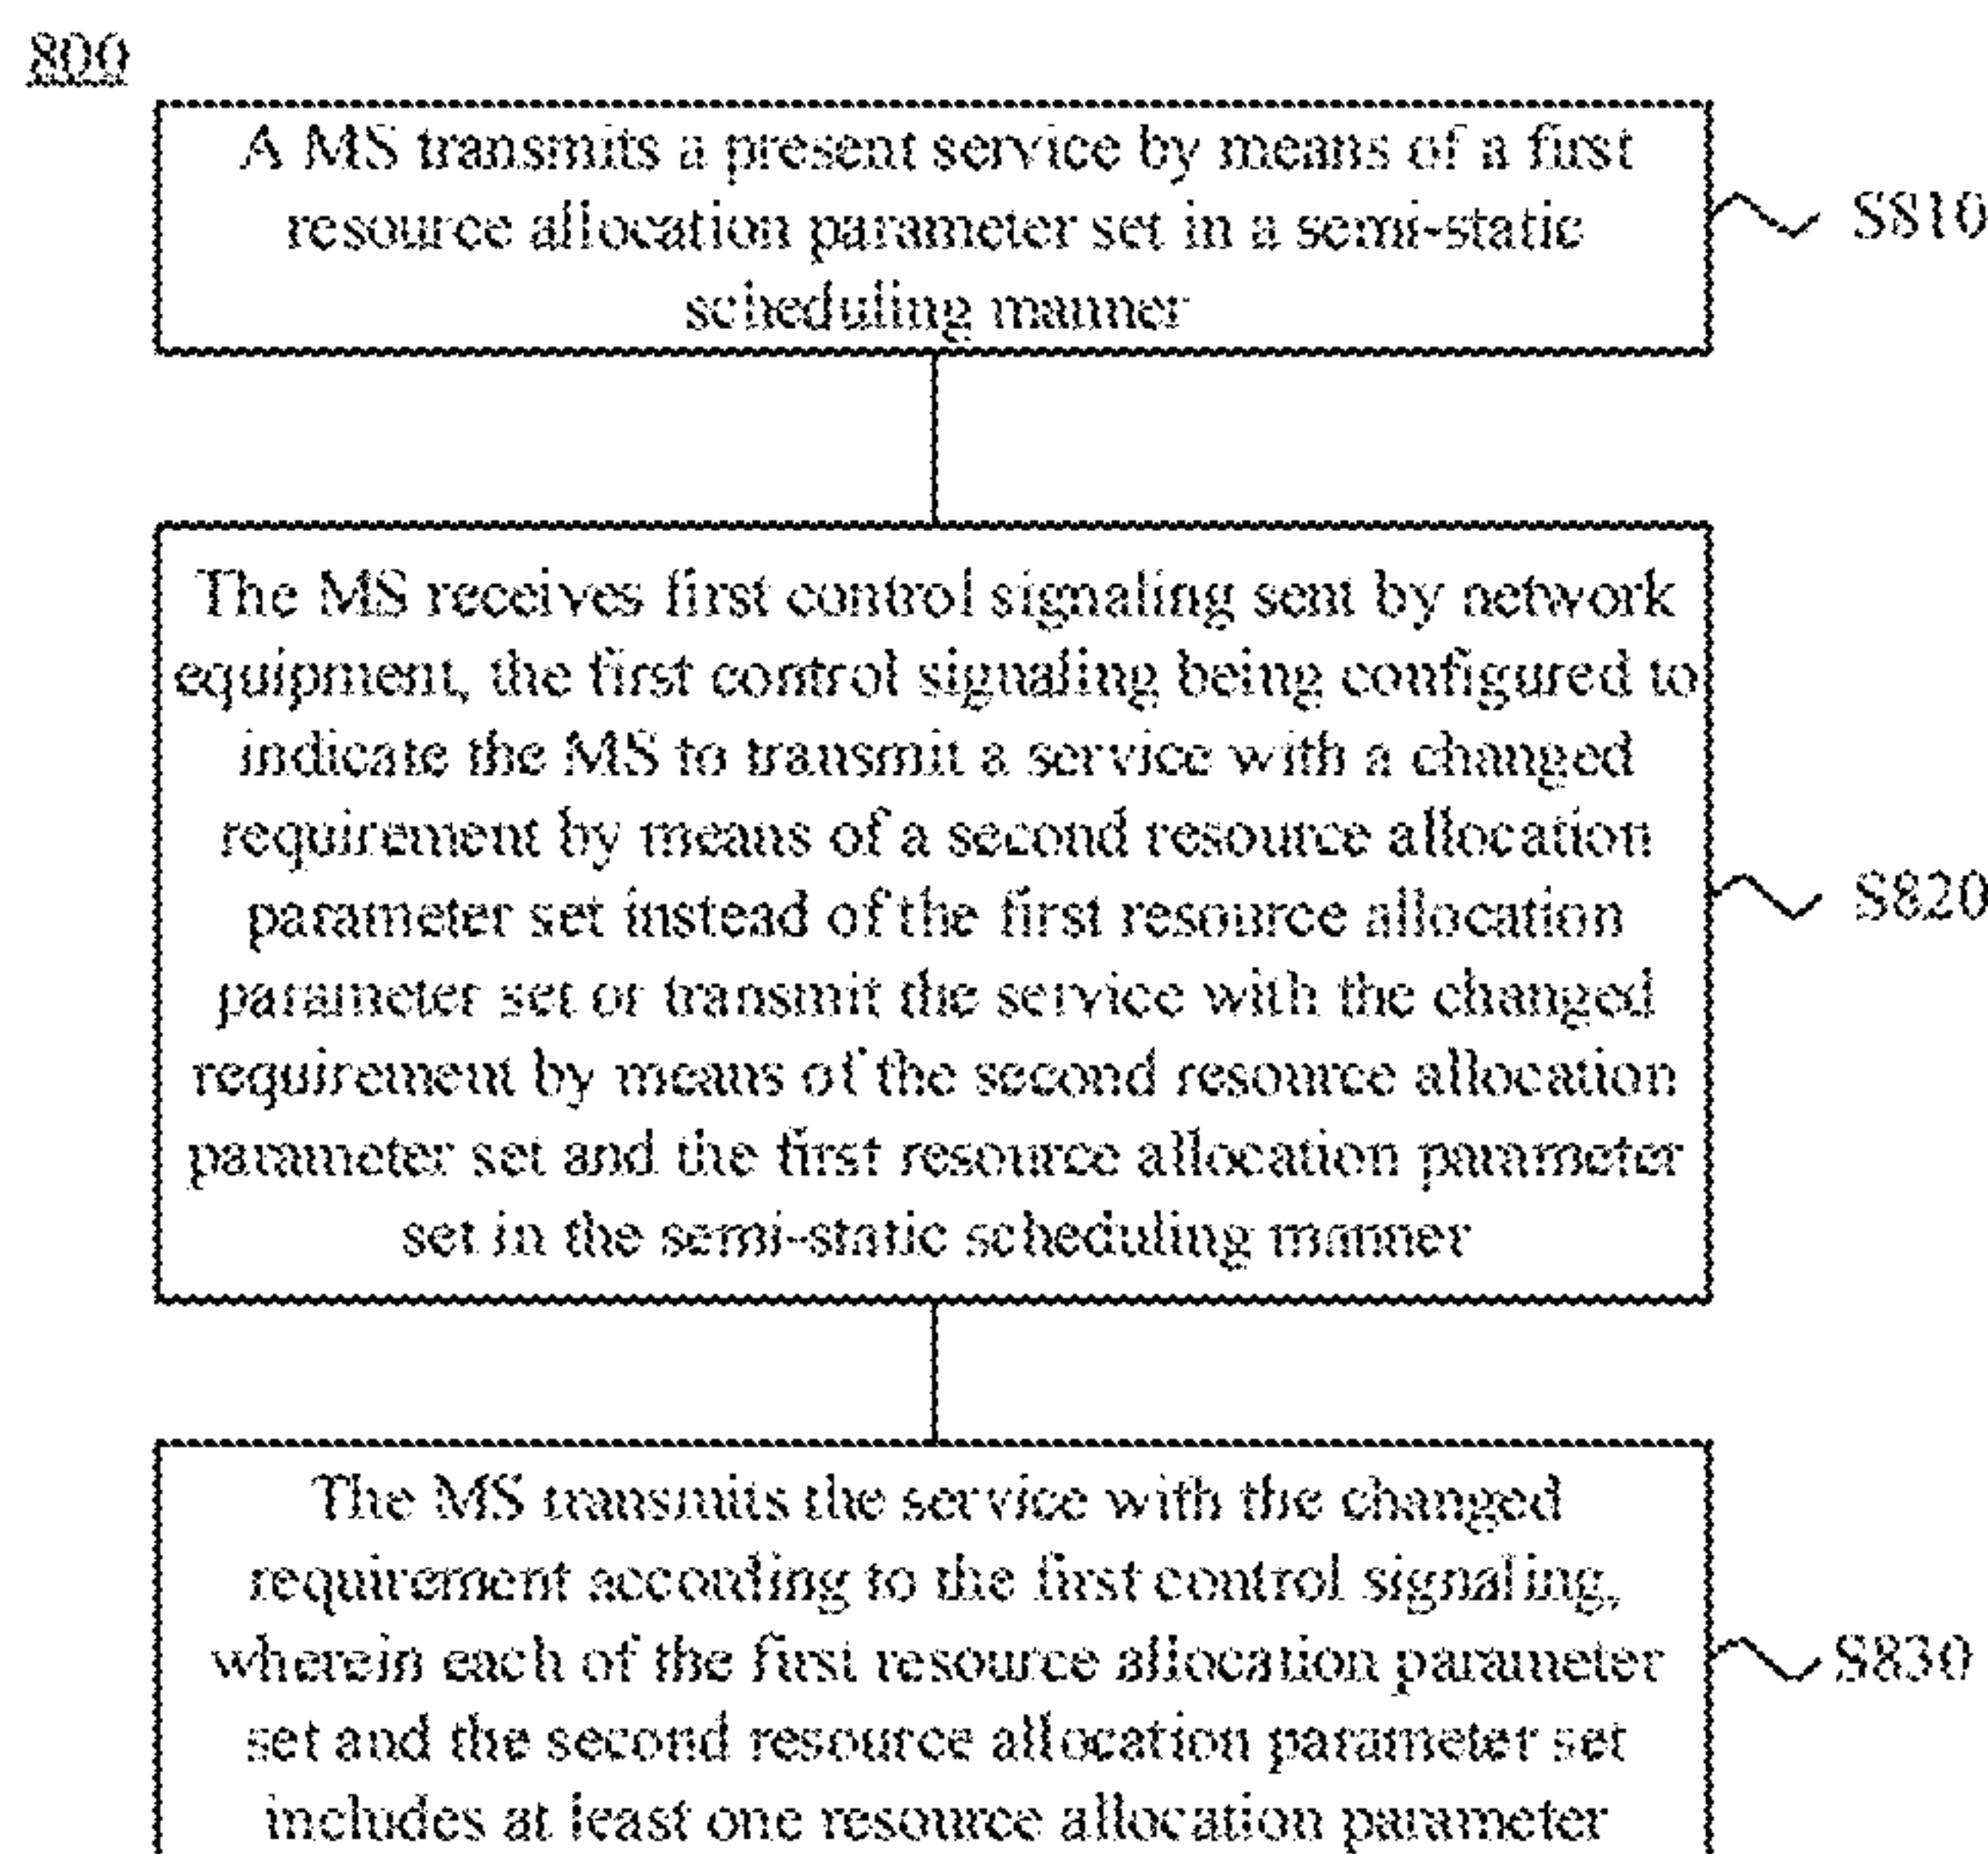 800
A MS transmits a present service by means of a first
resource allocation parameter set in a semi-static
scheduling manner
S810
The MS receives first control signaling sent by network
equipment, the first control signaling being configured to
indicate the MS to transmit a service with a changed
requirement by means of a second resource allocation
parameter set instead of the first resource allocation
parameter set or transmit the service with the changed
requirement by means of the second resource allocation
parameter set and the first resource allocation parameter
set in the semi-static scheduling manner
S820
The MS transmits the service with the changed
requirement according to the first control signaling,
wherein each of the first resource allocation parameter
set and the second resource allocation parameter set
includes at least one resource allocation parameter
S830